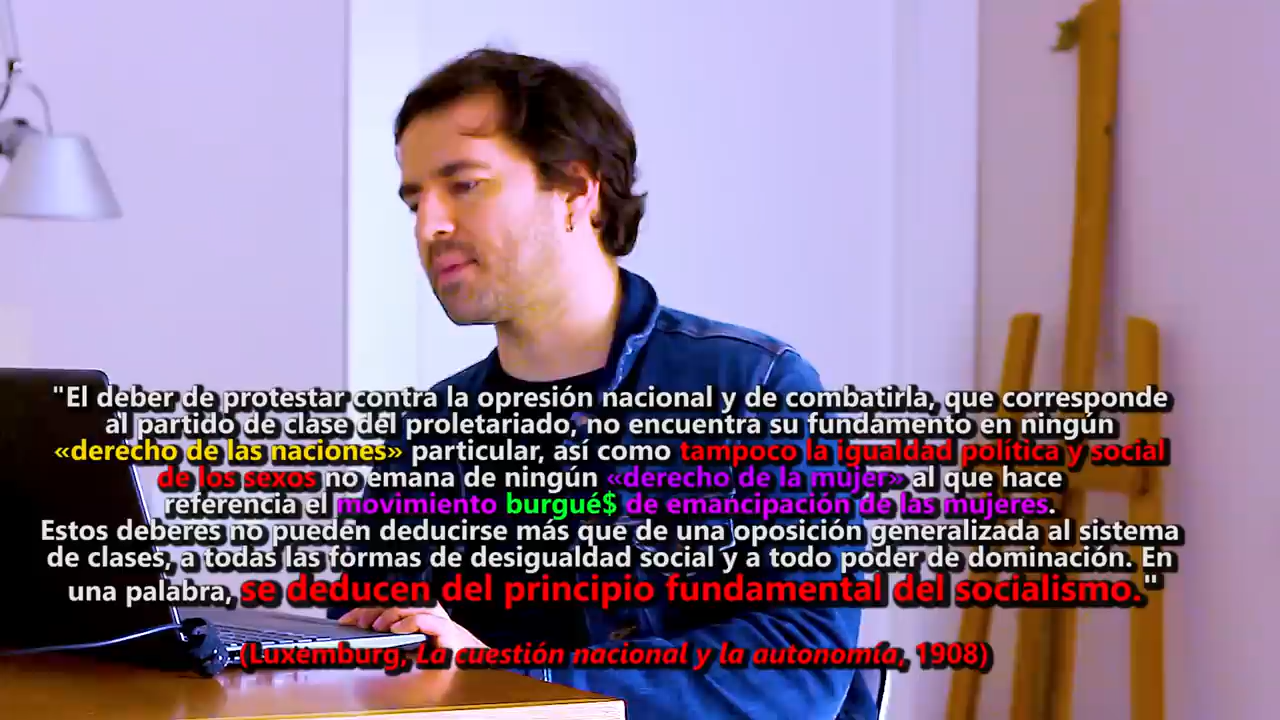 "El deber de protestar contra la opresión nacional y de combatirla, que corresponde
al partido de clase del proletariado, no encuentra su fundamento en ningún
«derecho de las naciones» particular, así como tampoco la igualdad política y social
de los sexos no emana de ningún «derecho de la mujer» al que hace
referencia el movimiento burgué$ de emancipación de las mujeres.
Estos deberes no pueden deducirse más que de una oposición generalizada al sistema
de clases, a todas las formas de desigualdad social y a todo poder de dominación. En
una palabra, se deducen del principio fundamental del socialismo."
(Luxemburg, La cuestión nacional y la autonomía, 1908)